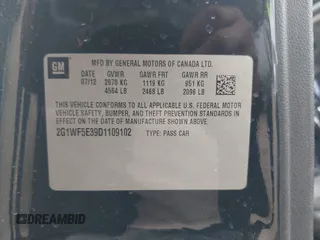 GM
MFD BY GENERAL MOTORS OF CANADA LTD.
DATE GVWR GAWR FRT GAWR RR
07/12 2070 KG 1119 KG 951 KG
4564 LB 2468 LB 2096 LB
THIS VEHICLE CONFORMS TO ALL APPLICABLE U.S. FEDERAL MOTOR
VEHICLE SAFETY, BUMPER, AND THEFT PREVENTION STANDARDS IN EFFECT
ON THE DATE OF MANUFACTURE SHOWN ABOVE.
2G1WF5E39D1109102 TYPE: PASS CAR
© DREAMBID